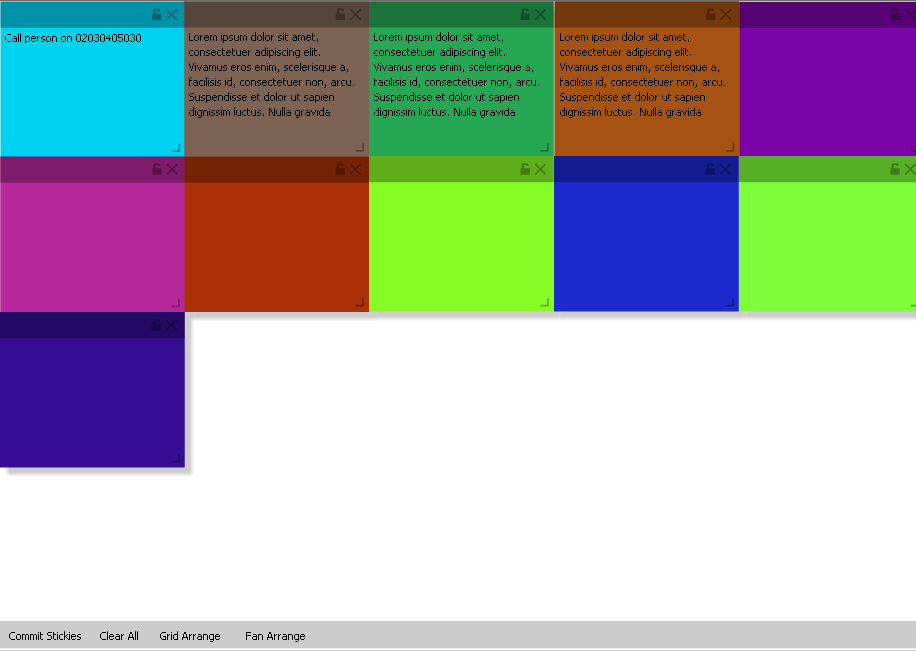 Call person on 02030405030
Lorem ipsum dolor sit amet,
consectetuer adipiscing elit.
Vivamus eros enim, scelerisque a,
facilisis id, consectetuer non, arcu.
Suspendisse et dolor ut sapien
dignissim luctus. Nulla gravida
Lorem ipsum dolor sit amet,
consectetuer adipiscing elit.
Vivamus eros enim, scelerisque a,
facilisis id, consectetuer non, arcu.
Suspendisse et dolor ut sapien
dignissim luctus. Nulla gravida
Lorem ipsum dolor sit amet,
consectetuer adipiscing elit.
Vivamus eros enim, scelerisque a,
facilisis id, consectetuer non, arcu.
Suspendisse et dolor ut sapien
dignissim luctus. Nulla gravida
Commit Stickies Clear All Grid Arrange Fan Arrange